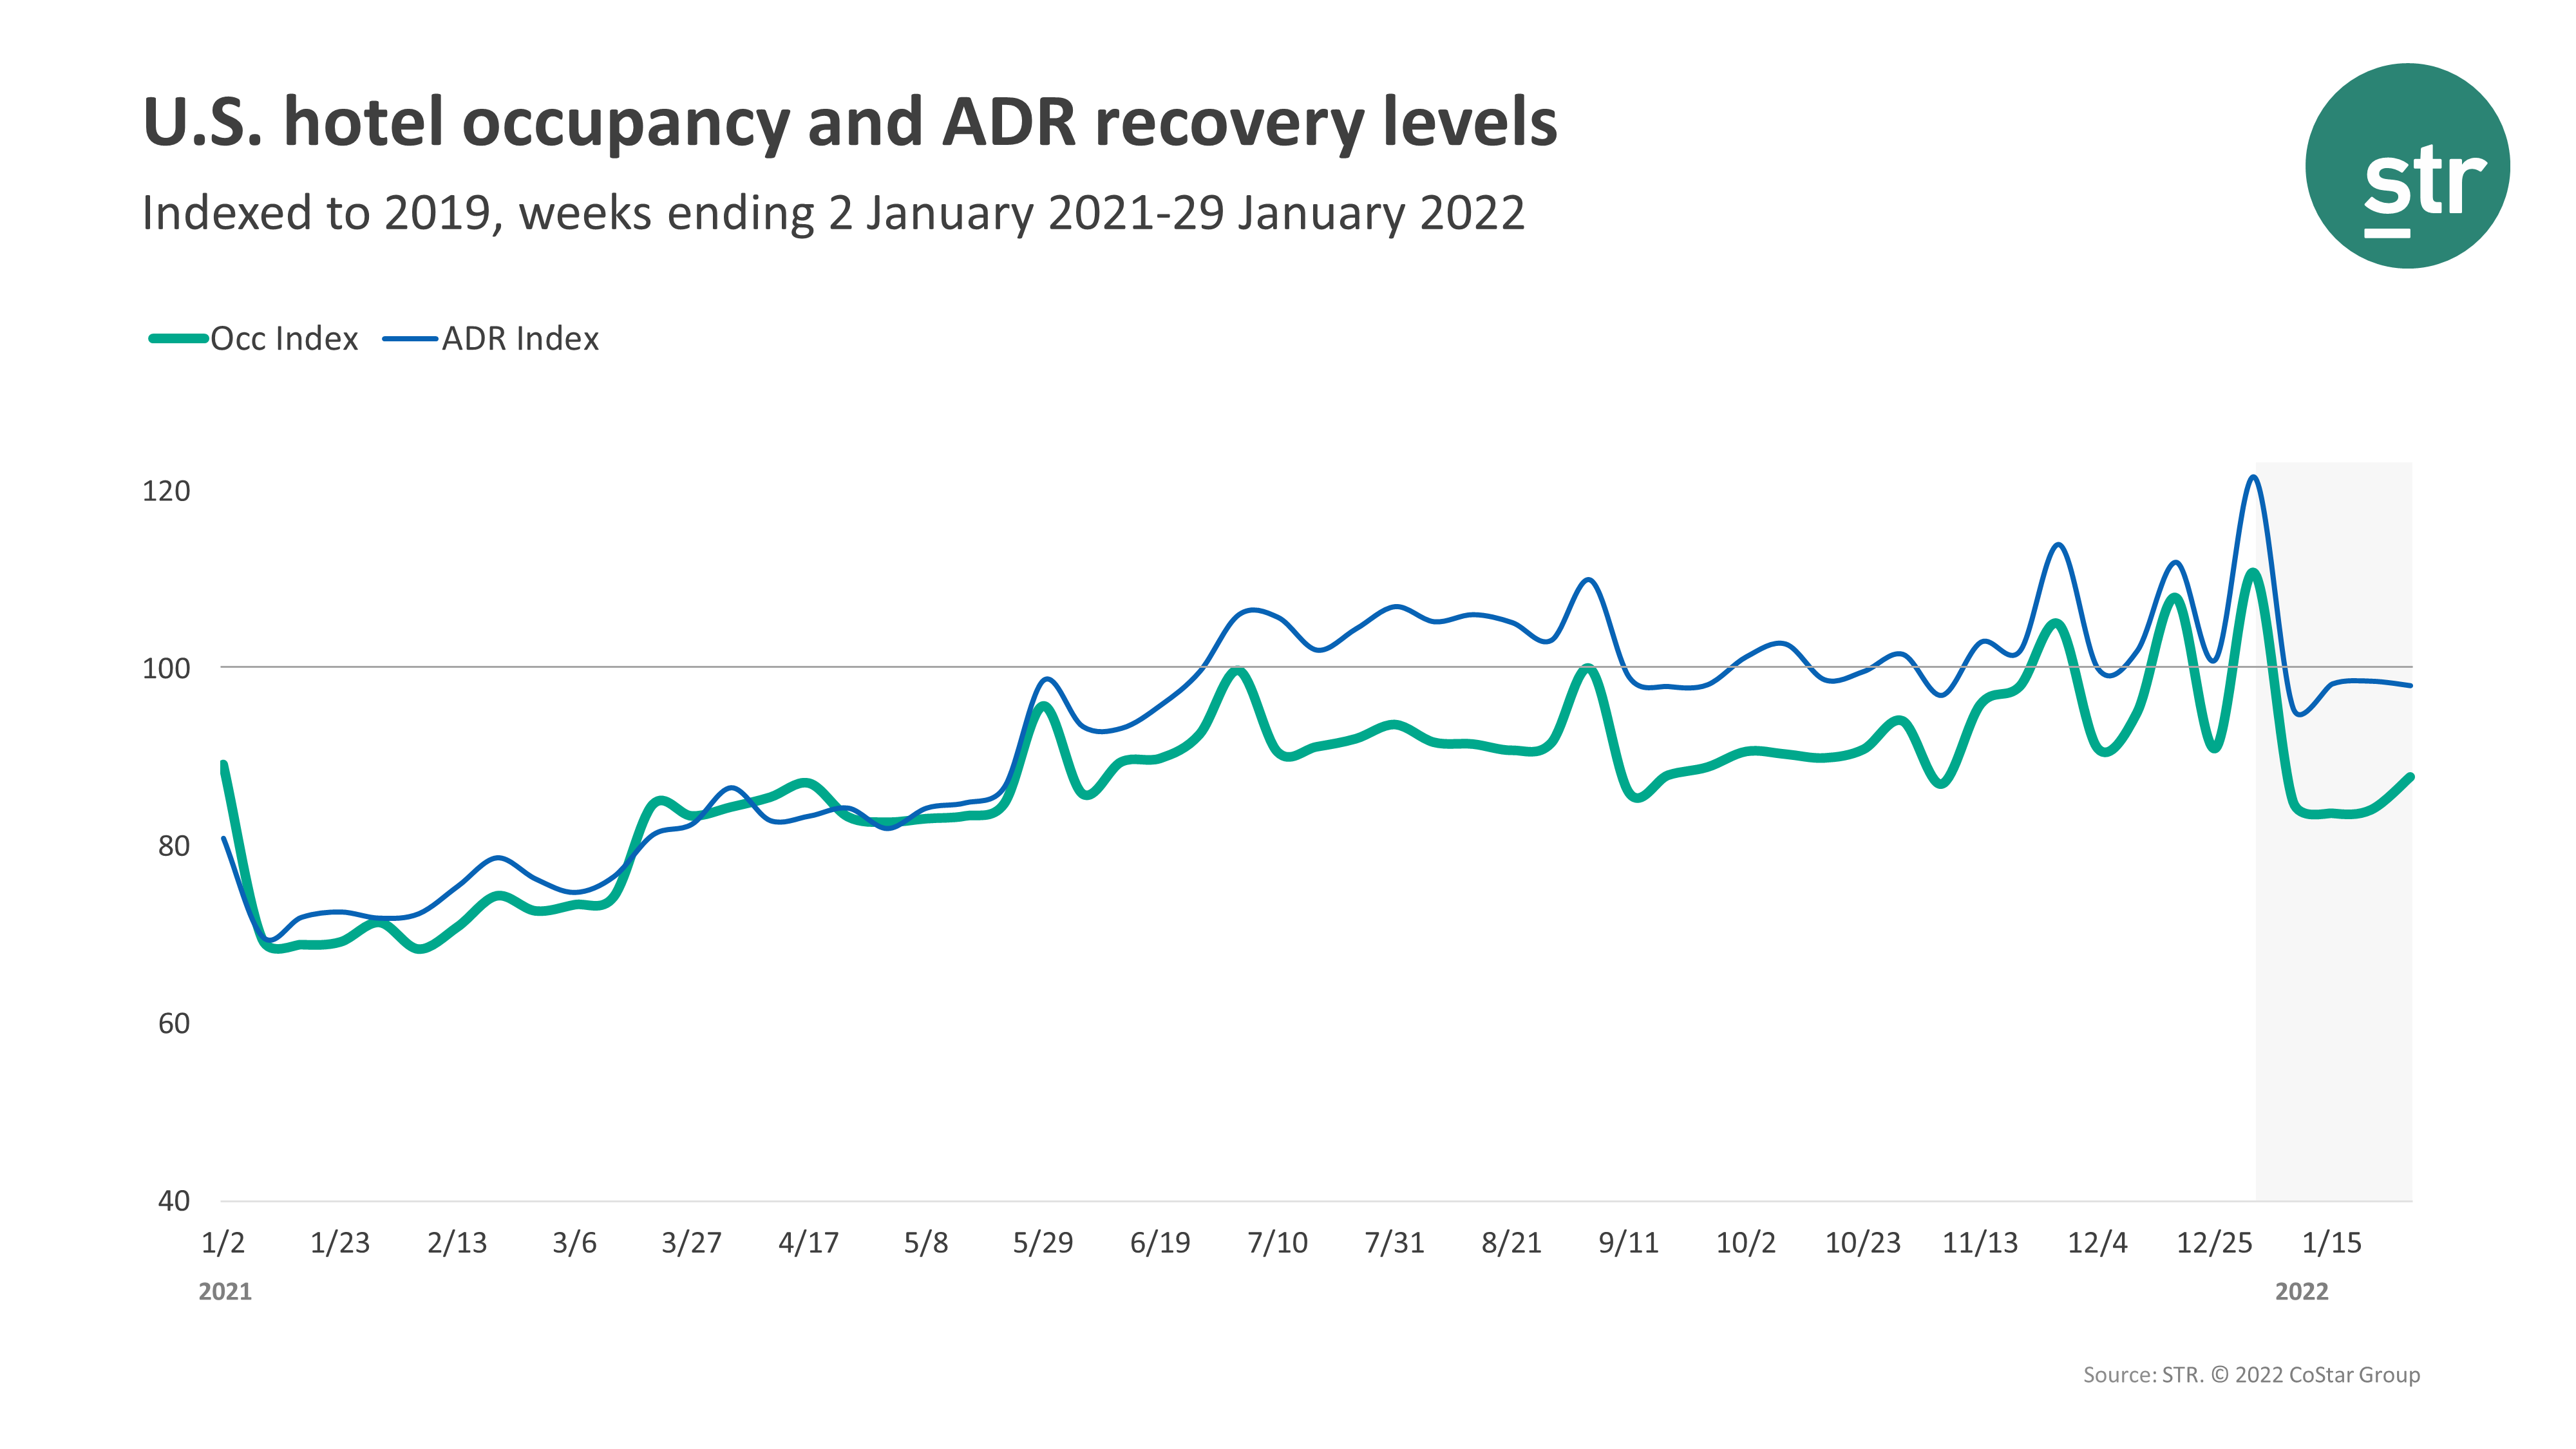 U.S. hotel occupancy and ADR recovery levels
Indexed to 2019, weeks ending 2 January 2021-29 January 2022
str
Occ Index ADR Index
120
100
80
60
40
1/2 1/23 2/13 3/6 3/27 4/17 5/8 5/29 6/19 7/10 7/31 8/21 9/11 10/2 10/23 11/13 12/4 12/25 1/15
2021 2022
Source: STR. © 2022 CoStar Group